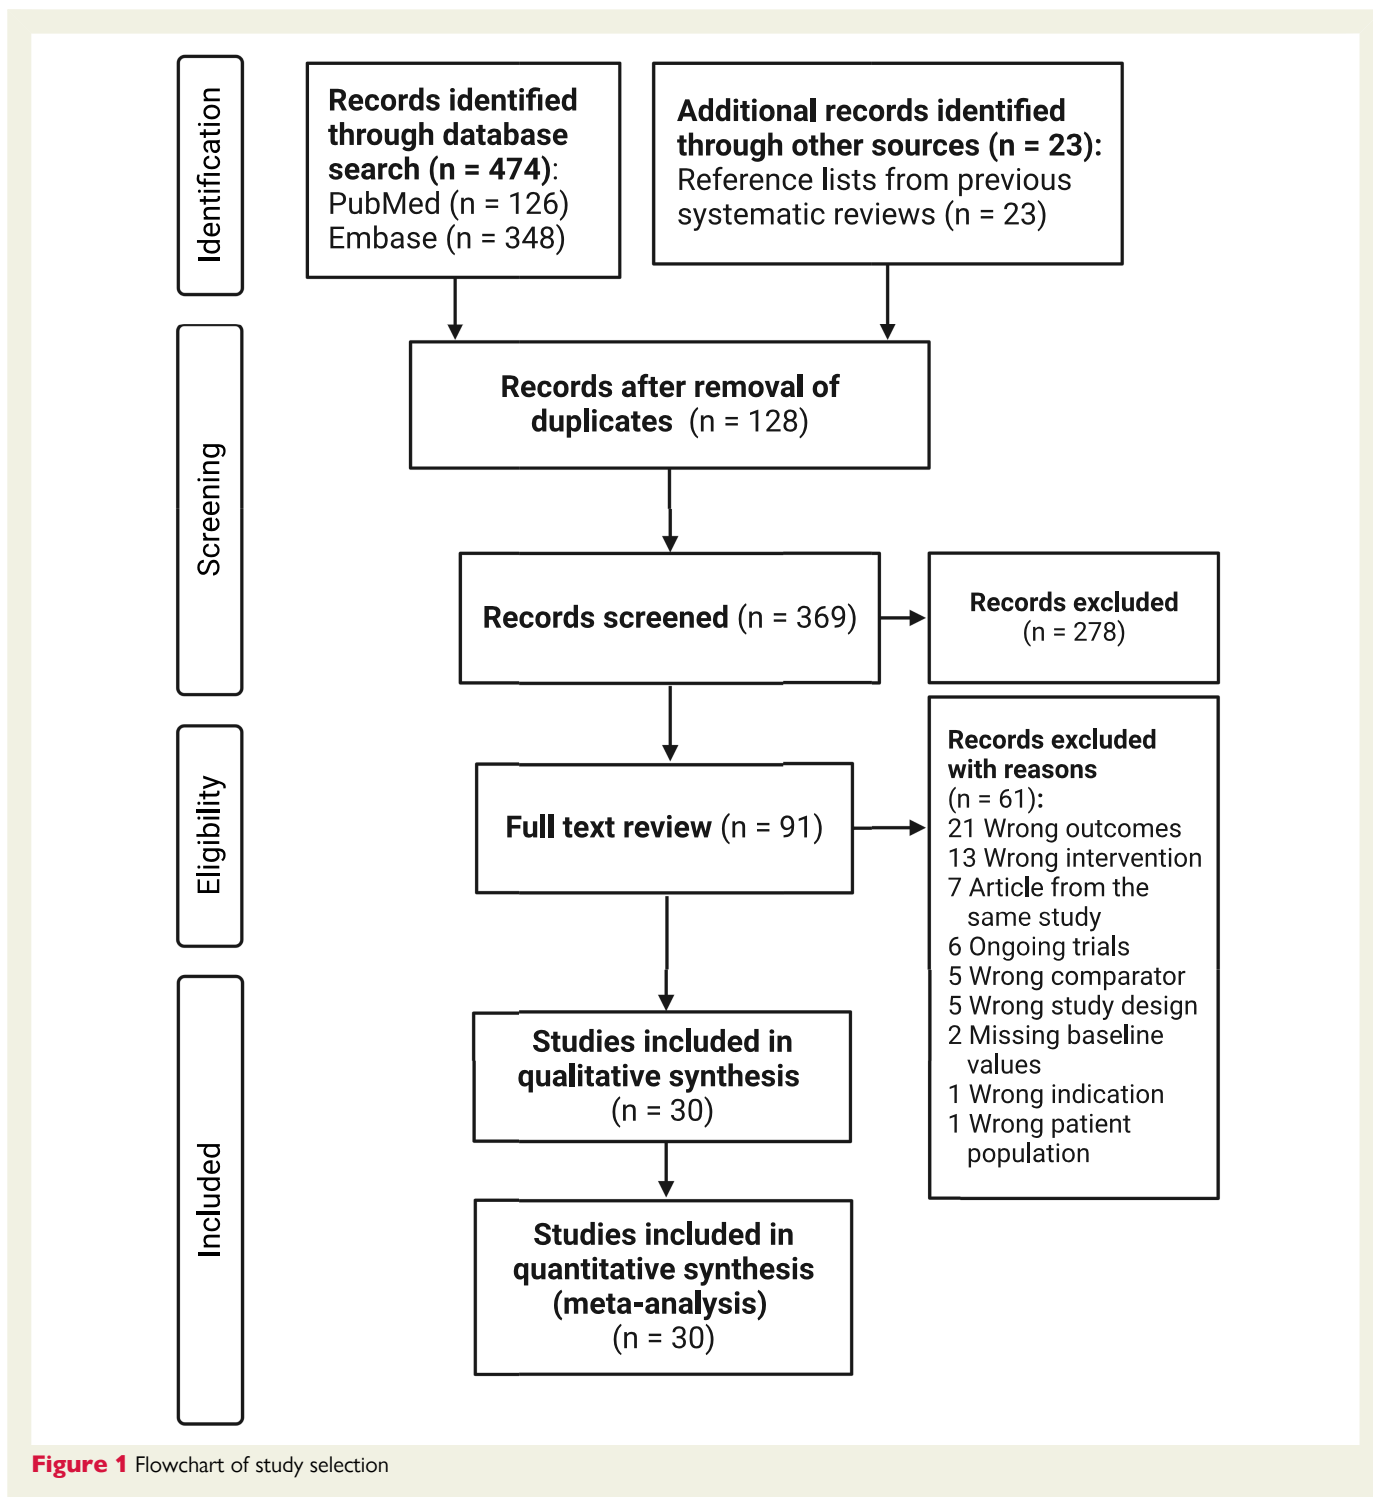 Identification
Records identified
through database
search (n = 474):
PubMed (n = 126)
Embase (n = 348)
Additional records identified
through other sources (n = 23):
Reference lists from previous
systematic reviews (n = 23)
Screening
Records after removal of
duplicates (n = 128)
Records screened (n = 369)
Records excluded
(n = 278)
Eligibility
Full text review (n = 91)
Records excluded
with reasons
(n = 61):
21 Wrong outcomes
13 Wrong intervention
7 Article from the
same study
6 Ongoing trials
5 Wrong comparator
5 Wrong study design
2 Missing baseline
values
1 Wrong indication
1 Wrong patient
population
Included
Studies included in
qualitative synthesis
(n = 30)
Studies included in
quantitative synthesis
(meta-analysis)
(n = 30)
Figure 1 Flowchart of study selection